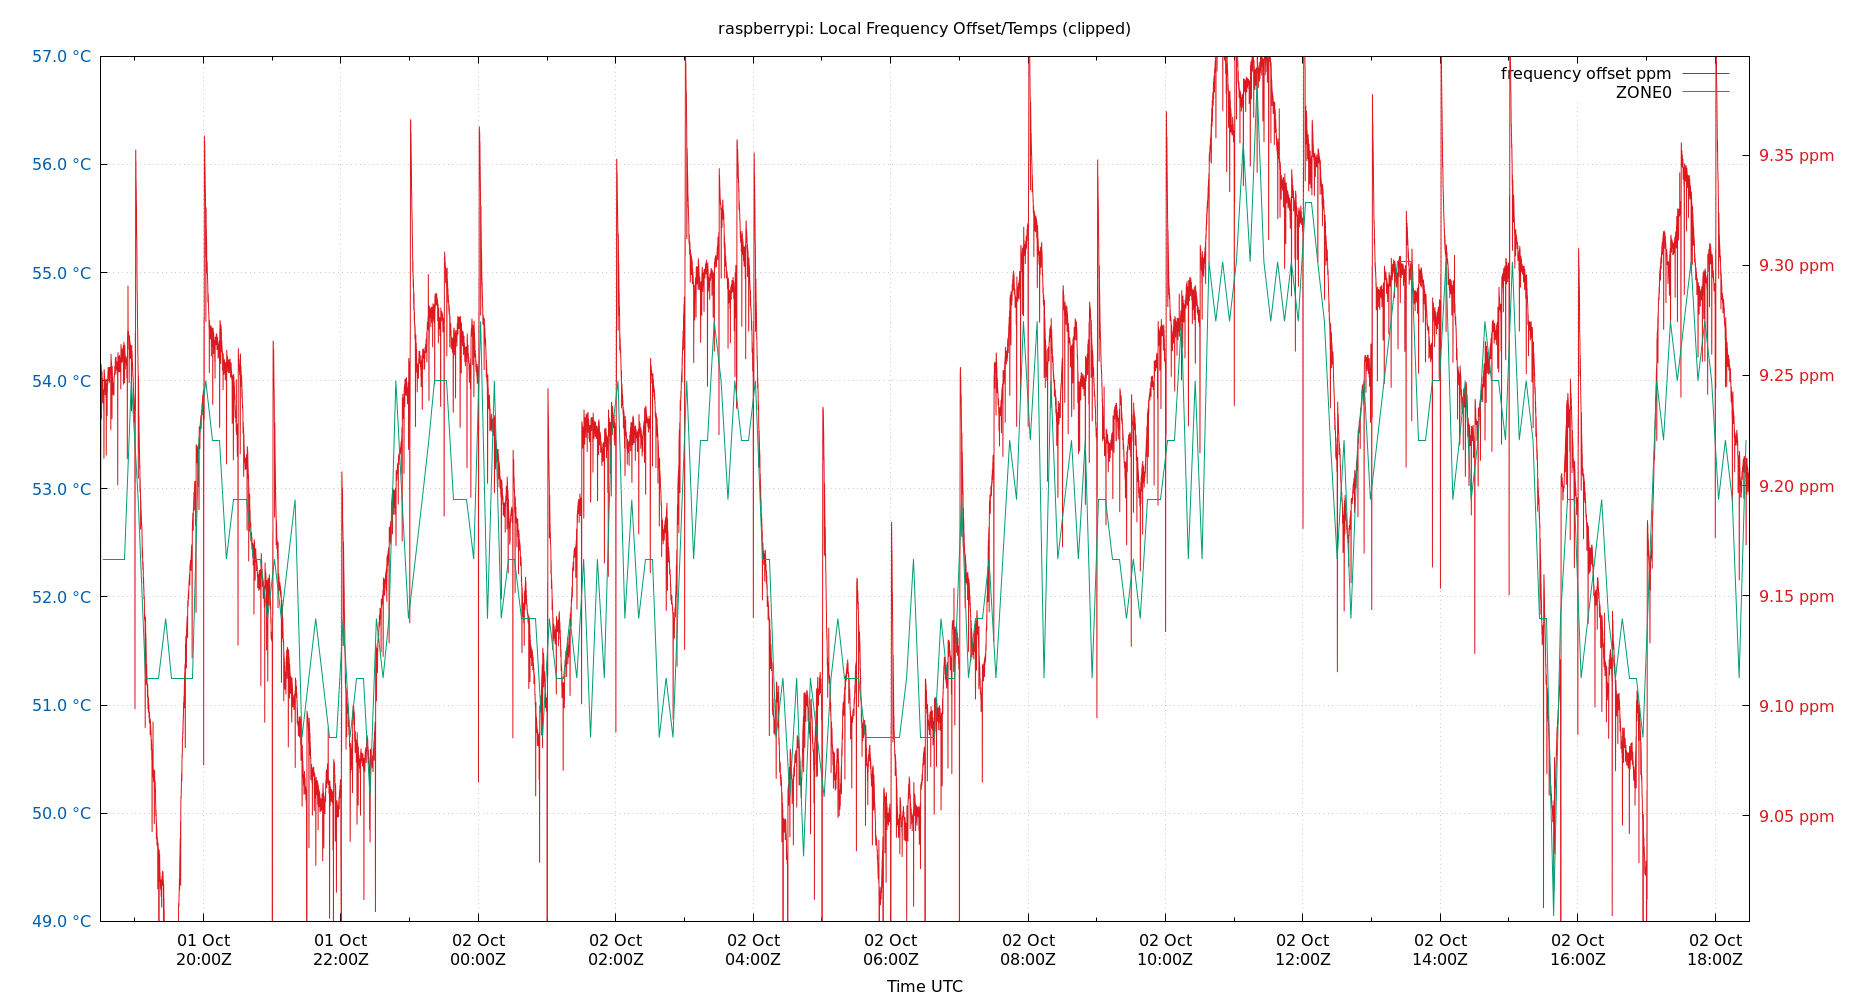 raspberrypi: Local Frequency Offset/Temps (clipped)
57.0 °C
56.0 °C
55.0 °C
54.0 °C
53.0 °C
52.0 °C
51.0 °C
50.0 °C
49.0 °C
frequency offset ppm
ZONE0
9.35 ppm
9.30 ppm
9.25 ppm
9.20 ppm
9.15 ppm
9.10 ppm
9.05 ppm
01 Oct
20:00Z
01 Oct
22:00Z
02 Oct
00:00Z
02 Oct
02:00Z
02 Oct
04:00Z
02 Oct
06:00Z
02 Oct
08:00Z
02 Oct
10:00Z
02 Oct
12:00Z
02 Oct
14:00Z
02 Oct
16:00Z
02 Oct
18:00Z
Time UTC